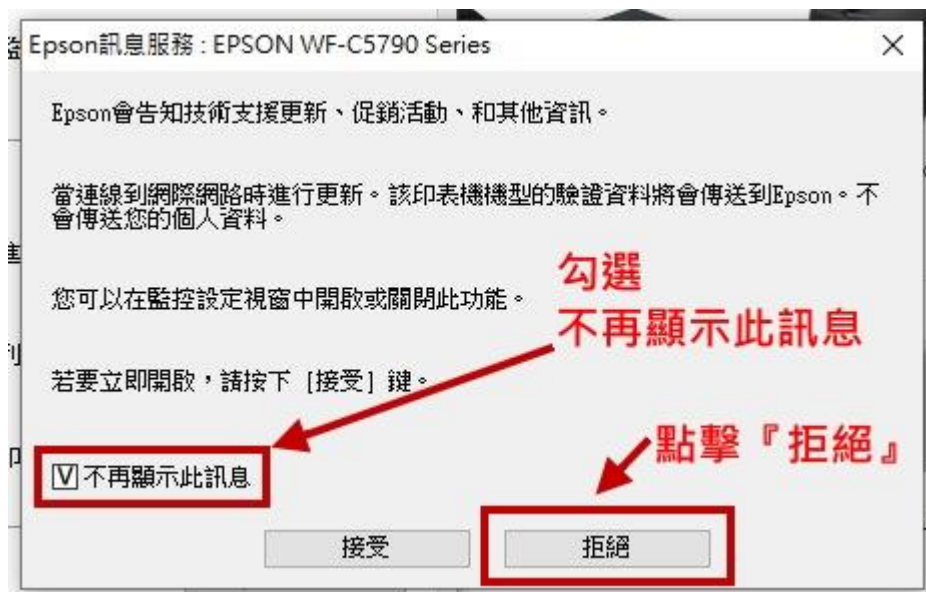 Epson訊息服務 : EPSON WF-C5790 Series
Epson會告知技術支援更新、促銷活動、和其他資訊。
當連線到網際網路時進行更新。該印表機機型的驗證資料將會傳送到Epson。不
會傳送您的個人資料。
您可以在監控設定視窗中開啟或關閉此功能。
若要立即開啟，請按下 [接受] 鍵。
勾選
不再顯示此訊息
點擊『拒絕』
V 不再顯示此訊息
接受
拒絕